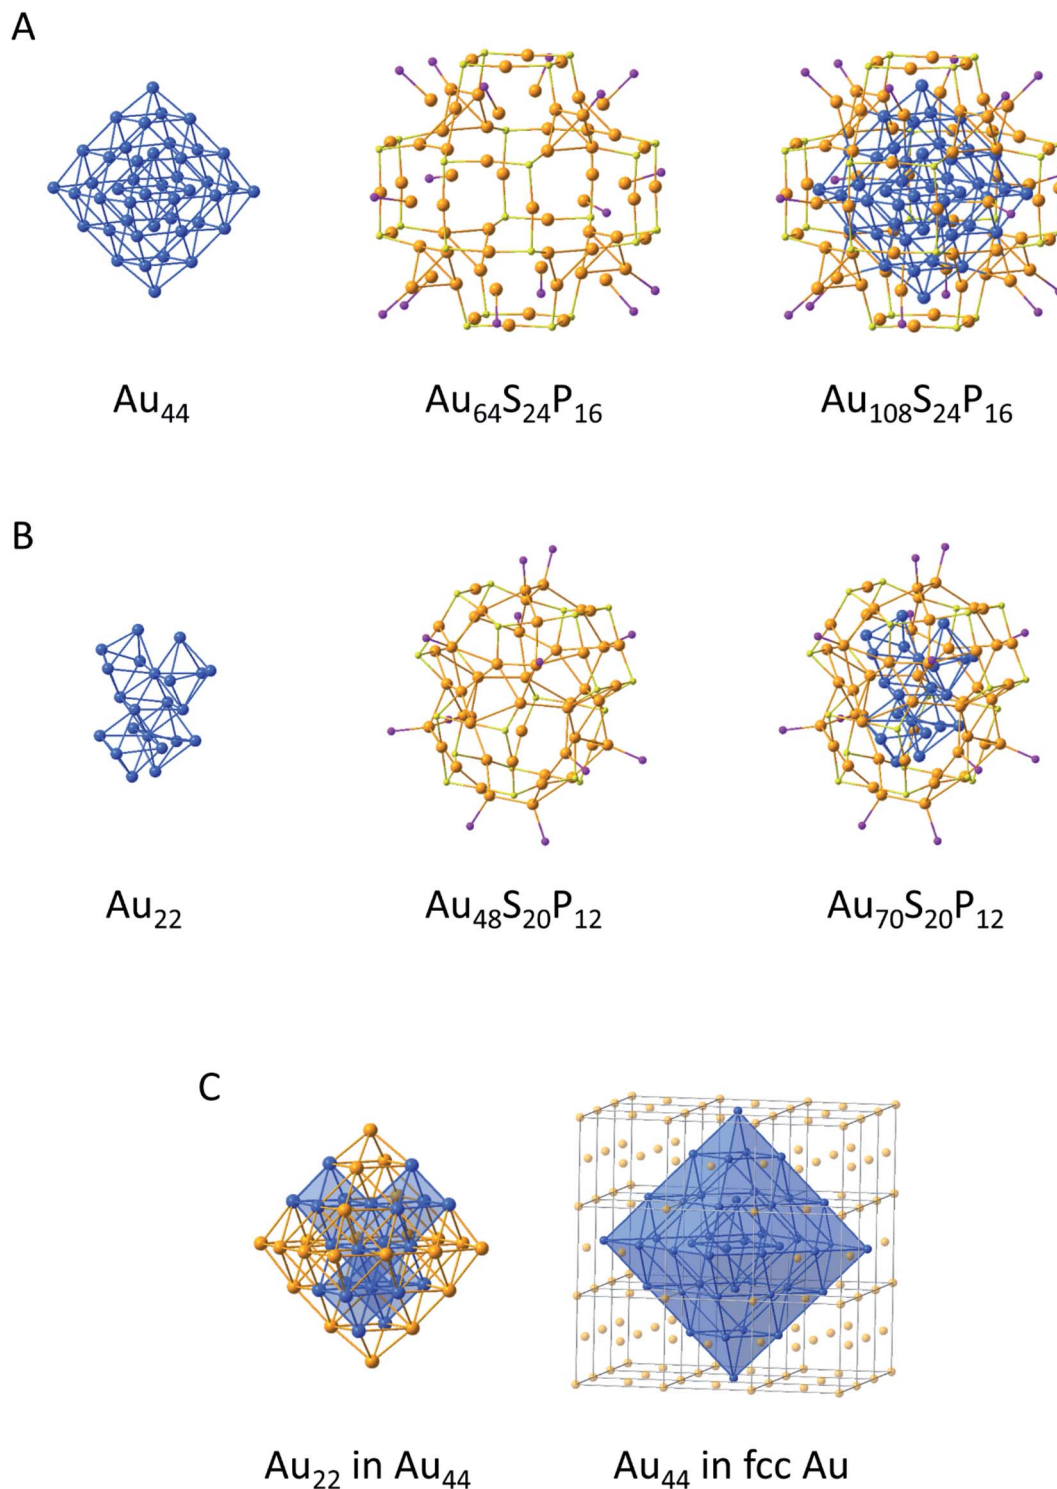 A
Au₄₄ Au₆₄S₂₄P₁₆ Au₁₀₈S₂₄P₁₆
B
Au₂₂ Au₄₈S₂₀P₁₂ Au₇₀S₂₀P₁₂
C
Au₂₂ in Au₄₄ Au₄₄ in fcc Au